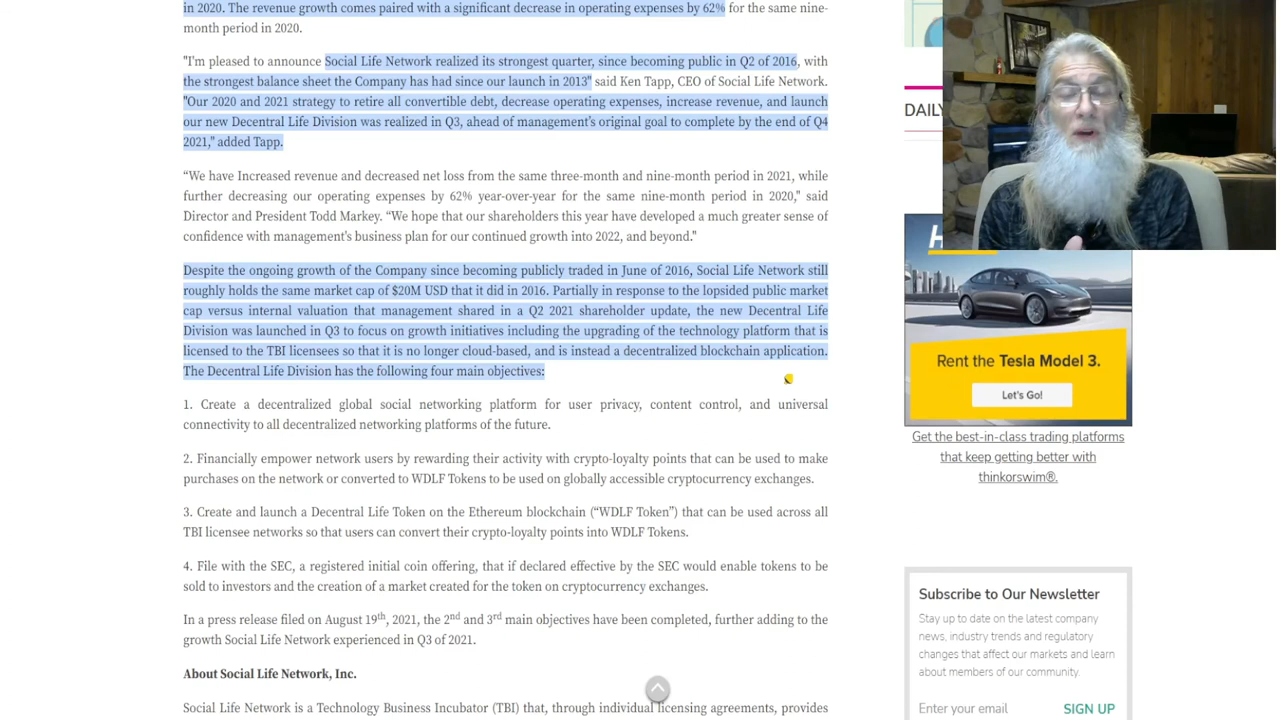 in 2020. The revenue growth comes paired with a significant decrease in operating expenses by 62% for the same nine-
month period in 2020.
"I'm pleased to announce Social Life Network realized its strongest quarter, since becoming public in Q2 of 2016, with
the strongest balance sheet the Company has had since our launch in 2013" said Ken Tapp, CEO of Social Life Network.
"Our 2020 and 2021 strategy to retire all convertible debt, decrease operating expenses, increase revenue, and launch
our new Decentral Life Division was realized in Q3, ahead of management's original goal to complete by the end of Q4
2021," added Tapp.
“We have Increased revenue and decreased net loss from the same three-month and nine-month period in 2021, while
further decreasing our operating expenses by 62% year-over-year for the same nine-month period in 2020," said
Director and President Todd Markey. “We hope that our shareholders this year have developed a much greater sense of
confidence with management's business plan for our continued growth into 2022, and beyond."
Despite the ongoing growth of the Company since becoming publicly traded in June of 2016, Social Life Network still
roughly holds the same market cap of $20M USD that it did in 2016. Partially in response to the lopsided public market
cap versus internal valuation that management shared in a Q2 2021 shareholder update, the new Decentral Life
Division was launched in Q3 to focus on growth initiatives including the upgrading of the technology platform that is
licensed to the TBI licensees so that it is no longer cloud-based, and is instead a decentralized blockchain application.
The Decentral Life Division has the following four main objectives:
1. Create a decentralized global social networking platform for user privacy, content control, and universal
connectivity to all decentralized networking platforms of the future.
2. Financially empower network users by rewarding their activity with crypto-loyalty points that can be used to make
purchases on the network or converted to WDLF Tokens to be used on globally accessible cryptocurrency exchanges.
3. Create and launch a Decentral Life Token on the Ethereum blockchain (“WDLF Token”) that can be used across all
TBI licensee networks so that users can convert their crypto-loyalty points into WDLF Tokens.
4. File with the SEC, a registered initial coin offering, that if declared effective by the SEC would enable tokens to be
sold to investors and the creation of a market created for the token on cryptocurrency exchanges.
In a press release filed on August 19th, 2021, the 2nd and 3rd main objectives have been completed, further adding to the
growth Social Life Network experienced in Q3 of 2021.
About Social Life Network, Inc.
Social Life Network is a Technology Business Incubator (TBI) that, through individual licensing agreements, provides
DAILY
Rent the Tesla Model 3.
Let's Go!
Get the best-in-class trading platforms
that keep getting better with
thinkorswim®.
Subscribe to Our Newsletter
Stay up to date on the latest company
news, industry trends and regulatory
changes that affect our markets and learn
about members of our community.
Enter your email SIGN UP